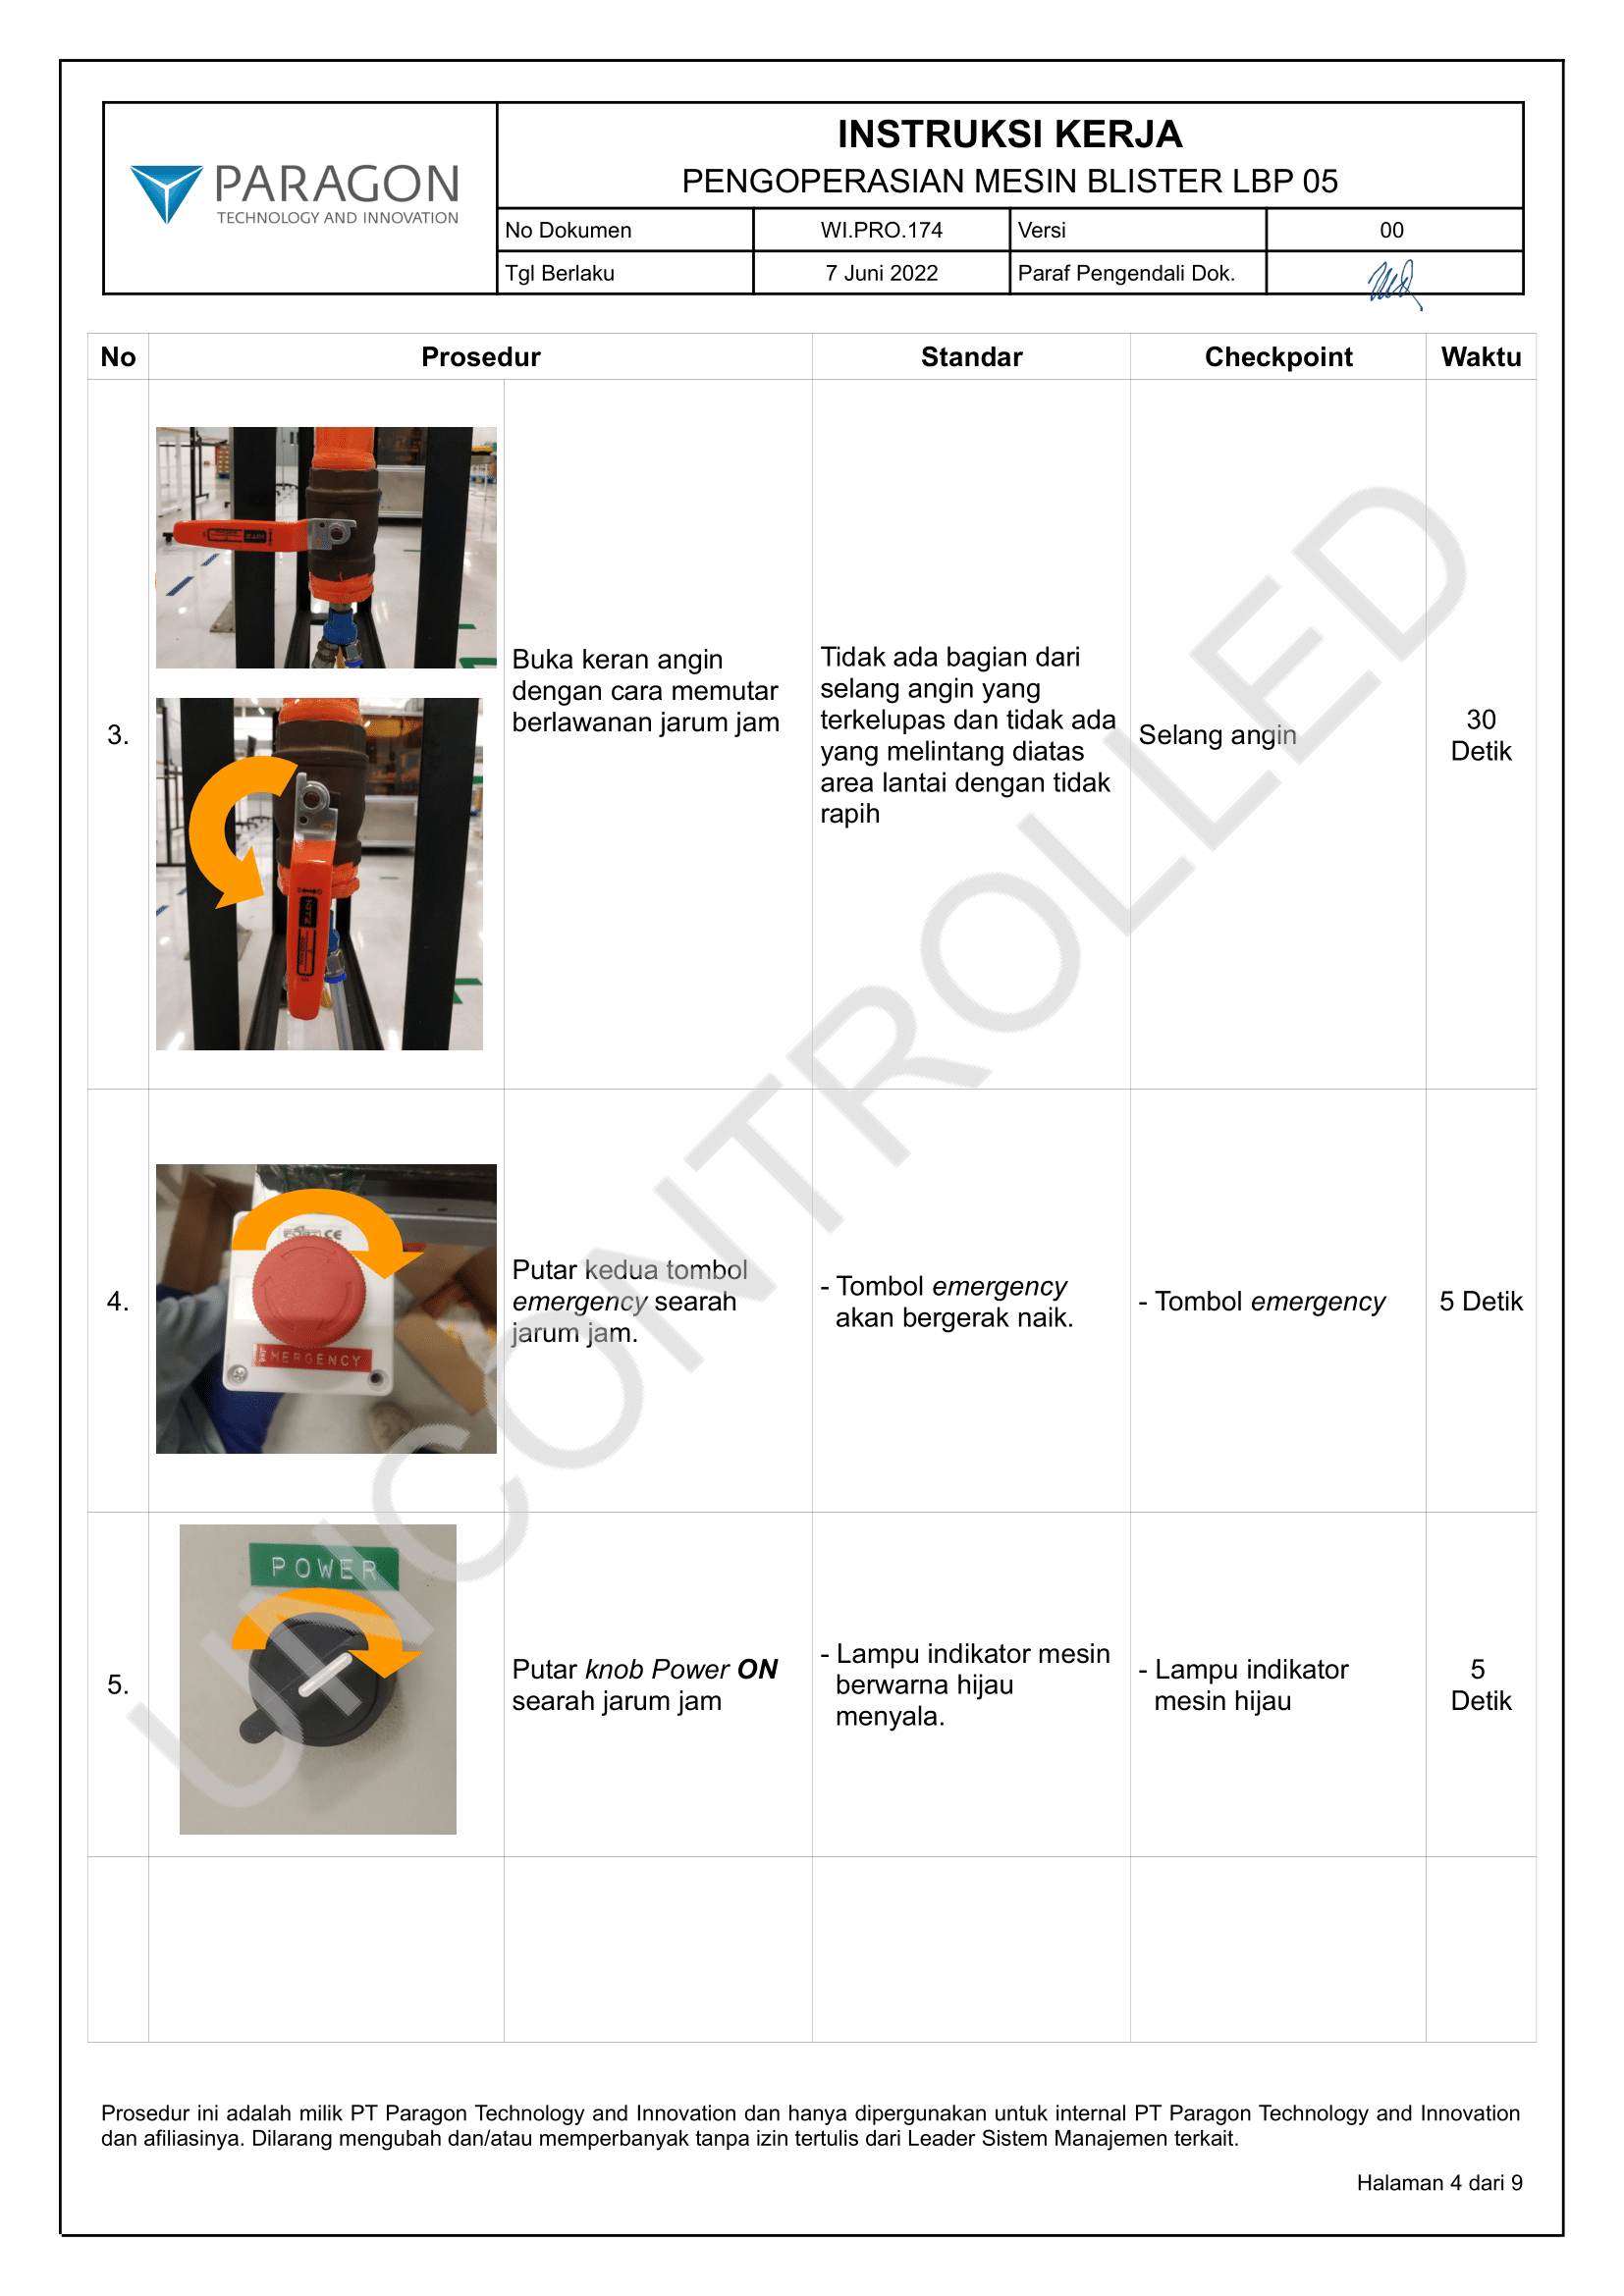 PARAGON
TECHNOLOGY AND INNOVATION
INSTRUKSI KERJA
PENGOPERASIAN MESIN BLISTER LBP 05
No Dokumen WI.PRO.174 Versi 00
Tgl Berlaku 7 Juni 2022 Paraf Pengendali Dok.
No Prosedur Standar Checkpoint Waktu
3.
KITZ
KITZ
Buka keran angin
dengan cara memutar
berlawanan jarum jam
Tidak ada bagian dari
selang angin yang
terkelupas dan tidak ada
yang melintang diatas
area lantai dengan tidak
rapih
Selang angin
30
Detik
4.
CE
EMERGENCY
Putar kedua tombol
emergency searah
jarum jam.
- Tombol emergency
akan bergerak naik.
- Tombol emergency
5 Detik
5.
POWER
Putar knob Power ON
searah jarum jam
- Lampu indikator mesin
berwarna hijau
menyala.
- Lampu indikator
mesin hijau
5
Detik
UNCONTROLLED
Prosedur ini adalah milik PT Paragon Technology and Innovation dan hanya dipergunakan untuk internal PT Paragon Technology and Innovation
dan afiliasinya. Dilarang mengubah dan/atau memperbanyak tanpa izin tertulis dari Leader Sistem Manajemen terkait.
Halaman 4 dari 9